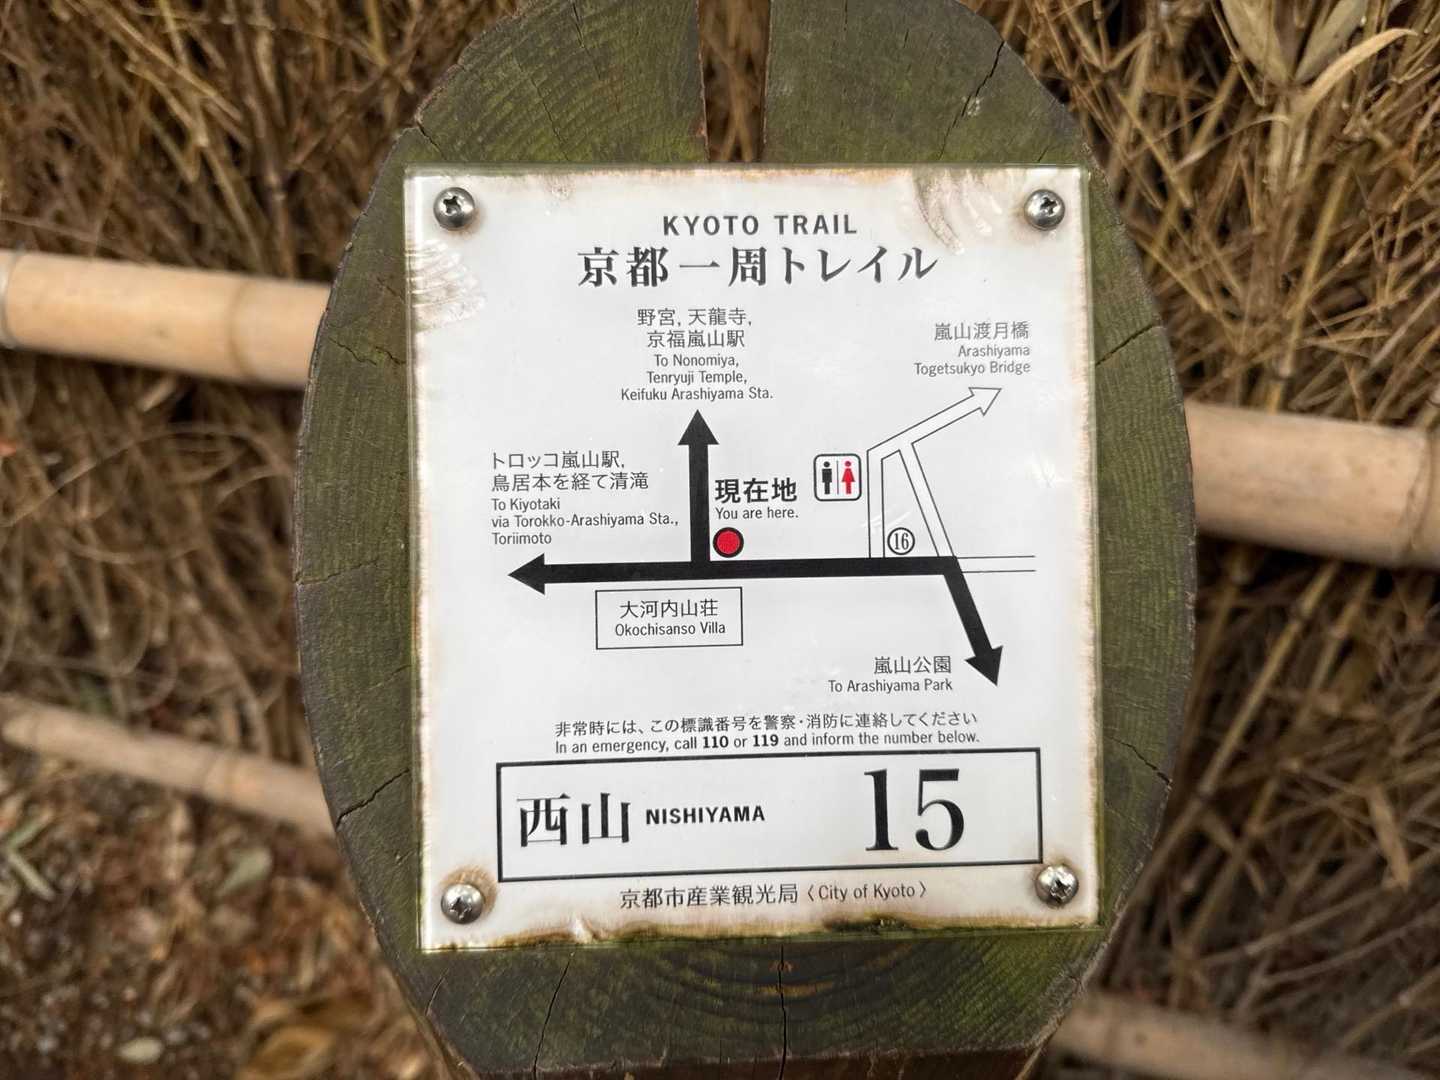 KYOTO TRAIL
京都一周トレイル
野宮, 天龍寺,
京福嵐山駅
To Nonomiya,
Tenryuji Temple,
Keifuku Arashiyama Sta.
嵐山渡月橋
Arashiyama
Togetsukyo Bridge
トロッコ嵐山駅,
鳥居本を経て清滝
To Kiyotaki
via Torokko-Arashiyama Sta.,
Toriimoto
現在地
You are here.
16
大河内山荘
Okochisanso Villa
嵐山公園
To Arashiyama Park
非常時には、この標識番号を警察・消防に連絡してください
In an emergency, call 110 or 119 and inform the number below.
西山 NISHIYAMA 15
京都市産業観光局〈City of Kyoto〉